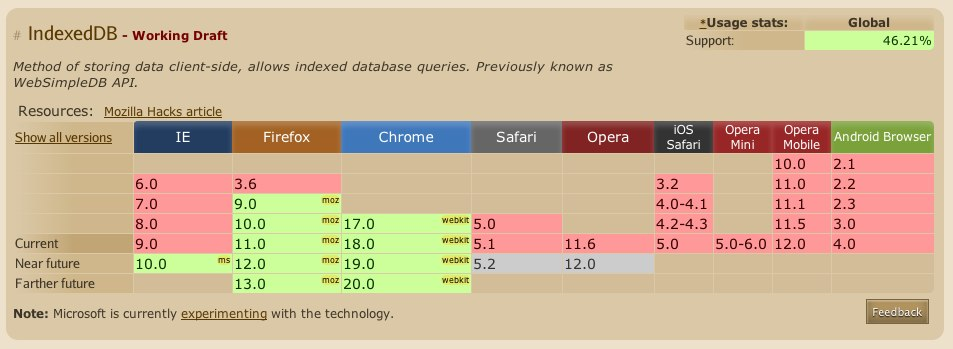 # IndexedDB - Working Draft
*Usage stats: Global
Support: 46.21%
Method of storing data client-side, allows indexed database queries. Previously known as
WebSimpleDB API.
Resources: Mozilla Hacks article
Show all versions IE Firefox Chrome Safari Opera iOS Safari Opera Mini Opera Mobile Android Browser
10.0 2.1
6.0 3.6 3.2 11.0 2.2
7.0 9.0 moz 4.0-4.1 11.1 2.3
8.0 10.0 moz 17.0 webkit 5.0 4.2-4.3 11.5 3.0
Current 9.0 11.0 moz 18.0 webkit 5.1 11.6 5.0 5.0-6.0 12.0 4.0
Near future 10.0 ms 12.0 moz 19.0 webkit 5.2 12.0
Farther future 13.0 moz 20.0 webkit
Note: Microsoft is currently experimenting with the technology.
Feedback